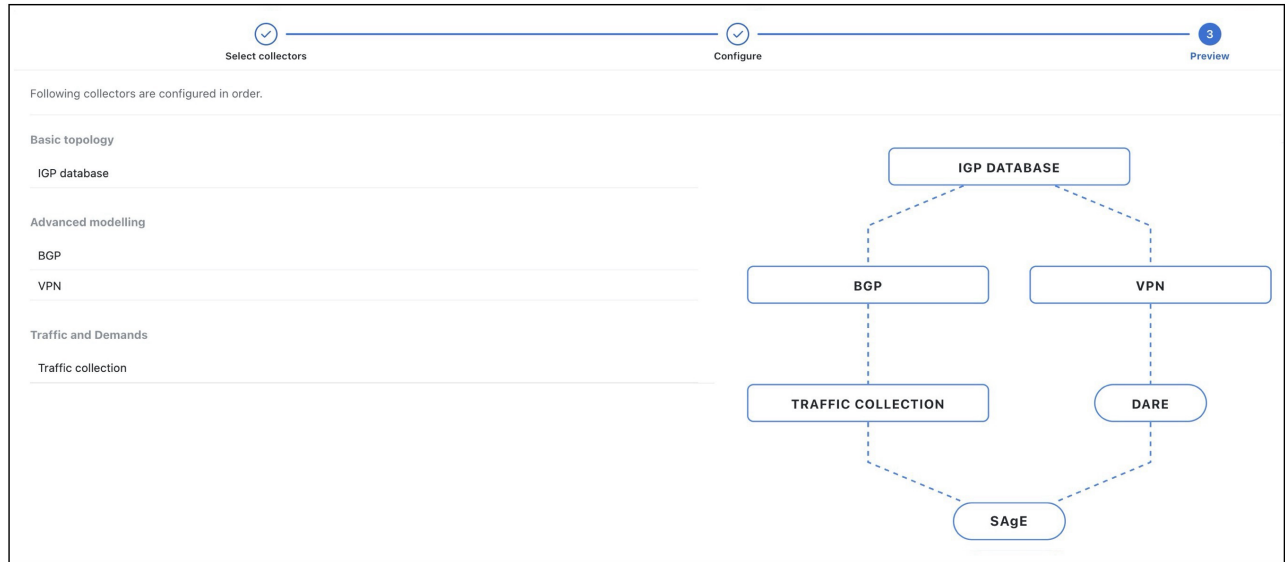 3
Select collectors
Configure
Preview
Following collectors are configured in order.
Basic topology
IGP database
Advanced modelling
BGP
VPN
Traffic and Demands
Traffic collection
IGP DATABASE
BGP
VPN
TRAFFIC COLLECTION
DARE
SAgE